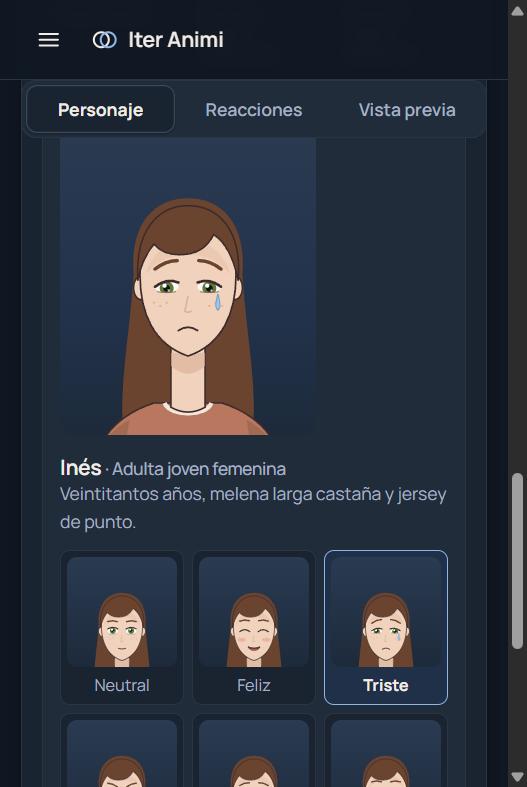 Iter Animi
Personaje
Reacciones
Vista previa
Inés · Adulta joven femenina
Veintitantos años, melena larga castaña y jersey
de punto.
Neutral
Feliz
Triste